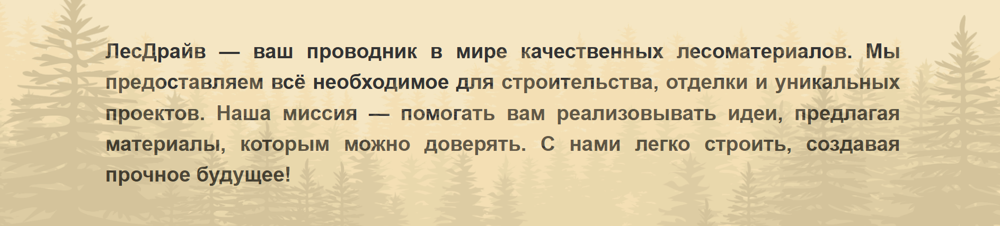 ЛесДрайв — ваш проводник в мире качественных лесоматериалов. Мы
предоставляем всё необходимое для строительства, отделки и уникальных
проектов. Наша миссия — помогать вам реализовывать идеи, предлагая
материалы, которым можно доверять. С нами легко строить, создавая
прочное будущее!